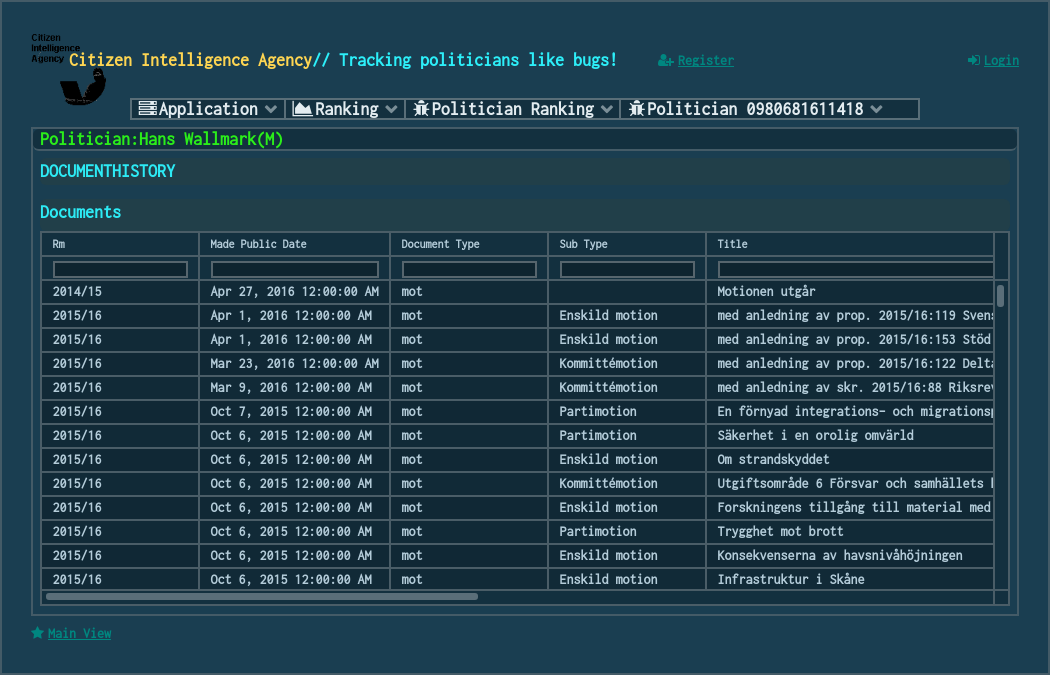 Citizen
Intelligence
Agency
Citizen Intelligence Agency// Tracking politicians like bugs!
Register
Login
Application
Ranking
Politician Ranking
Politician 0980681611418
Politician:Hans Wallmark(M)
DOCUMENTHISTORY
Documents
Rm Made Public Date Document Type Sub Type Title
2014/15 Apr 27, 2016 12:00:00 AM mot Motionen utgår
2015/16 Apr 1, 2016 12:00:00 AM mot Enskild motion med anledning av prop. 2015/16:119 Svens
2015/16 Apr 1, 2016 12:00:00 AM mot Enskild motion med anledning av prop. 2015/16:153 Stöd
2015/16 Mar 23, 2016 12:00:00 AM mot Kommittémotion med anledning av prop. 2015/16:122 Delta
2015/16 Mar 9, 2016 12:00:00 AM mot Kommittémotion med anledning av skr. 2015/16:88 Riksrev
2015/16 Oct 7, 2015 12:00:00 AM mot Partimotion En förnyad integrations- och migrationsp
2015/16 Oct 6, 2015 12:00:00 AM mot Partimotion Säkerhet i en orolig omvärld
2015/16 Oct 6, 2015 12:00:00 AM mot Enskild motion Om strandskyddet
2015/16 Oct 6, 2015 12:00:00 AM mot Kommittémotion Utgiftsområde 6 Försvar och samhällets
2015/16 Oct 6, 2015 12:00:00 AM mot Enskild motion Forskningens tillgång till material med
2015/16 Oct 6, 2015 12:00:00 AM mot Partimotion Trygghet mot brott
2015/16 Oct 6, 2015 12:00:00 AM mot Enskild motion Konsekvenserna av havsnivåhöjningen
2015/16 Oct 6, 2015 12:00:00 AM mot Enskild motion Infrastruktur i Skåne
Main View